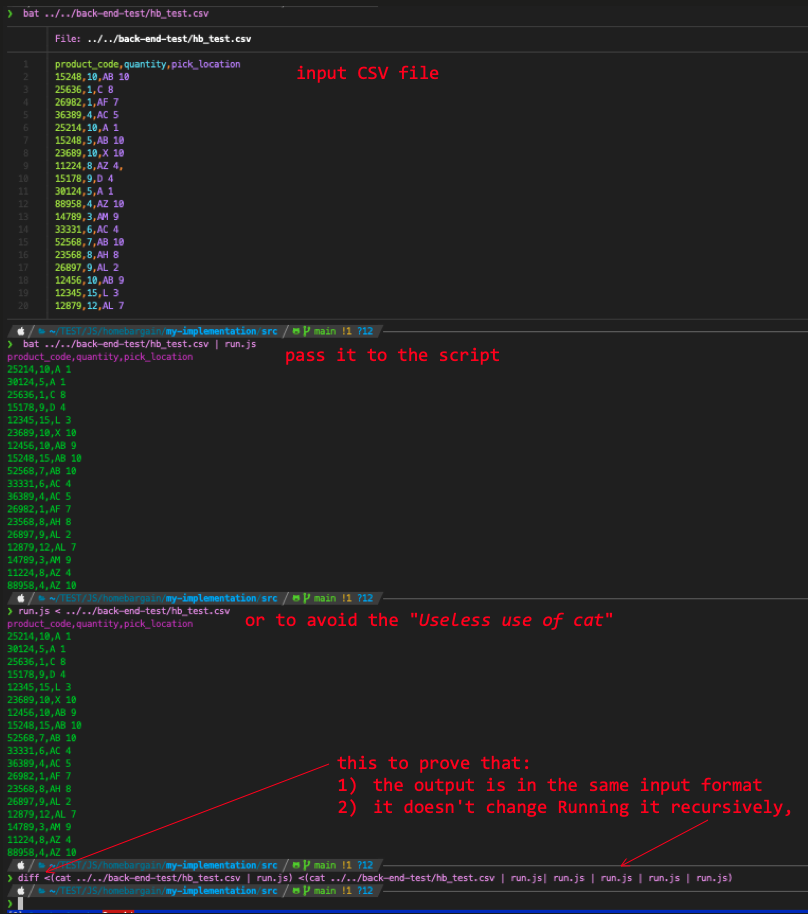 ❯ bat ../../back-end-test/hb_test.csv
File: ../../back-end-test/hb_test.csv
1 product_code,quantity,pick_location
2 15248,10,AB 10
input CSV file
3 25636,1,C 8
4 26982,1,AF 7
5 36389,4,AC 5
6 25214,10,A 1
7 15248,5,AB 10
8 23689,10,X 10
9 11224,8,AZ 4,
10 15178,9,D 4
11 30124,5,A 1
12 88958,4,AZ 10
13 14789,3,AM 9
14 33331,6,AC 4
15 52568,7,AB 10
16 23568,8,AH 8
17 26897,9,AL 2
18 12456,10,AB 9
19 12345,15,L 3
20 12879,12,AL 7
~/TEST/JS/homebargain/my-implementation/src main !1 ?12
❯ bat ../../back-end-test/hb_test.csv | run.js
pass it to the script
product_code,quantity,pick_location
25214,10,A 1
30124,5,A 1
25636,1,C 8
15178,9,D 4
12345,15,L 3
23689,10,X 10
12456,10,AB 9
15248,15,AB 10
52568,7,AB 10
33331,6,AC 4
36389,4,AC 5
26982,1,AF 7
23568,8,AH 8
26897,9,AL 2
12879,12,AL 7
14789,3,AM 9
11224,8,AZ 4
88958,4,AZ 10
~/TEST/JS/homebargain/my-implementation/src main !1 ?12
❯ run.js < ../../back-end-test/hb_test.csv
or to avoid the "Useless use of cat"
product_code,quantity,pick_location
25214,10,A 1
30124,5,A 1
25636,1,C 8
15178,9,D 4
12345,15,L 3
23689,10,X 10
12456,10,AB 9
15248,15,AB 10
52568,7,AB 10
33331,6,AC 4
this to prove that:
36389,4,AC 5
1) the output is in the same input format
26982,1,AF 7
23568,8,AH 8
2) it doesn't change Running it recursively,
26897,9,AL 2
12879,12,AL 7
14789,3,AM 9
11224,8,AZ 4
88958,4,AZ 10
~/TEST/JS/homebargain/my-implementation/src main !1 ?12
❯ diff <(cat ../../back-end-test/hb_test.csv | run.js) <(cat ../../back-end-test/hb_test.csv | run.js| run.js | run.js | run.js | run.js)
~/TEST/JS/homebargain/my-implementation/src main !1 ?12
❯